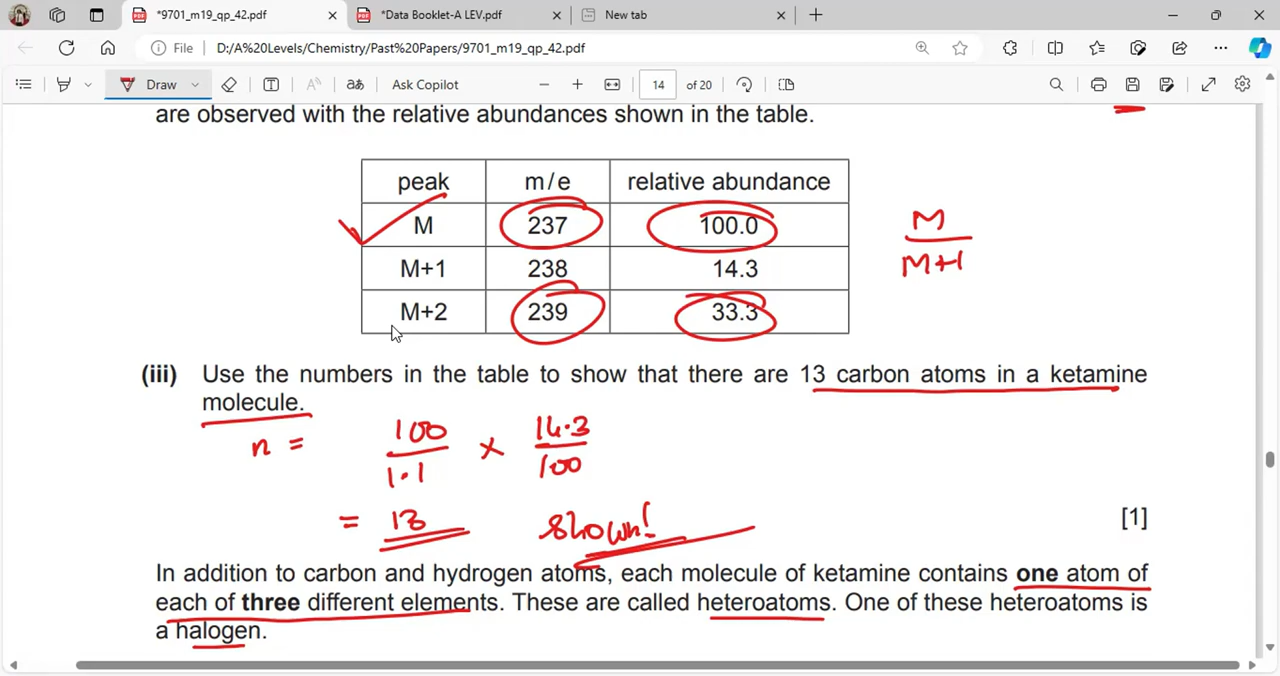 *9701_m19_qp_42.pdf
*Data Booklet-A LEV.pdf
New tab
File D:/A%20Levels/Chemistry/Past%20Papers/9701_m19_qp_42.pdf
Draw
Ask Copilot
14 of 20
are observed with the relative abundances shown in the table.
peak m/e relative abundance
M 237 100.0
M+1 238 14.3
M+2 239 33.3
M
M+1
(iii) Use the numbers in the table to show that there are 13 carbon atoms in a ketamine
molecule.
n = 100/1.1 × 14.3/100
= 13 shown!
[1]
In addition to carbon and hydrogen atoms, each molecule of ketamine contains one atom of
each of three different elements. These are called heteroatoms. One of these heteroatoms is
a halogen.